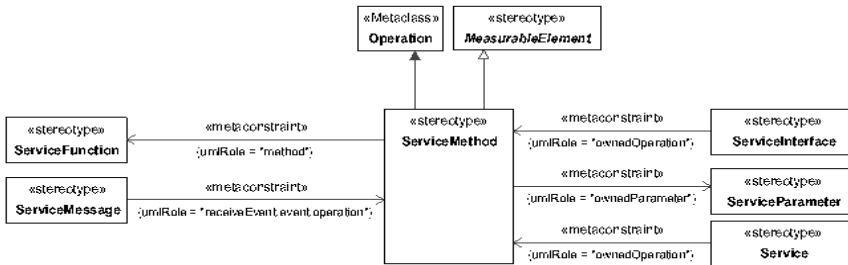 «Metaclass»
Operation
«stereotype»
MeasurableElement
«stereotype»
ServiceMethod
«stereotype»
ServiceFunction
«metaconstraint»
{umlRole = "method"}
«stereotype»
ServiceMessage
«metaconstraint»
{umlRole = "receiveEvent.event.operation"}
«metaconstraint»
{umlRole = "ownedOperation"}
«stereotype»
ServiceInterface
«metaconstraint»
{umlRole = "ownedParameter"}
«stereotype»
ServiceParameter
«metaconstraint»
{umlRole = "ownedOperation"}
«stereotype»
Service